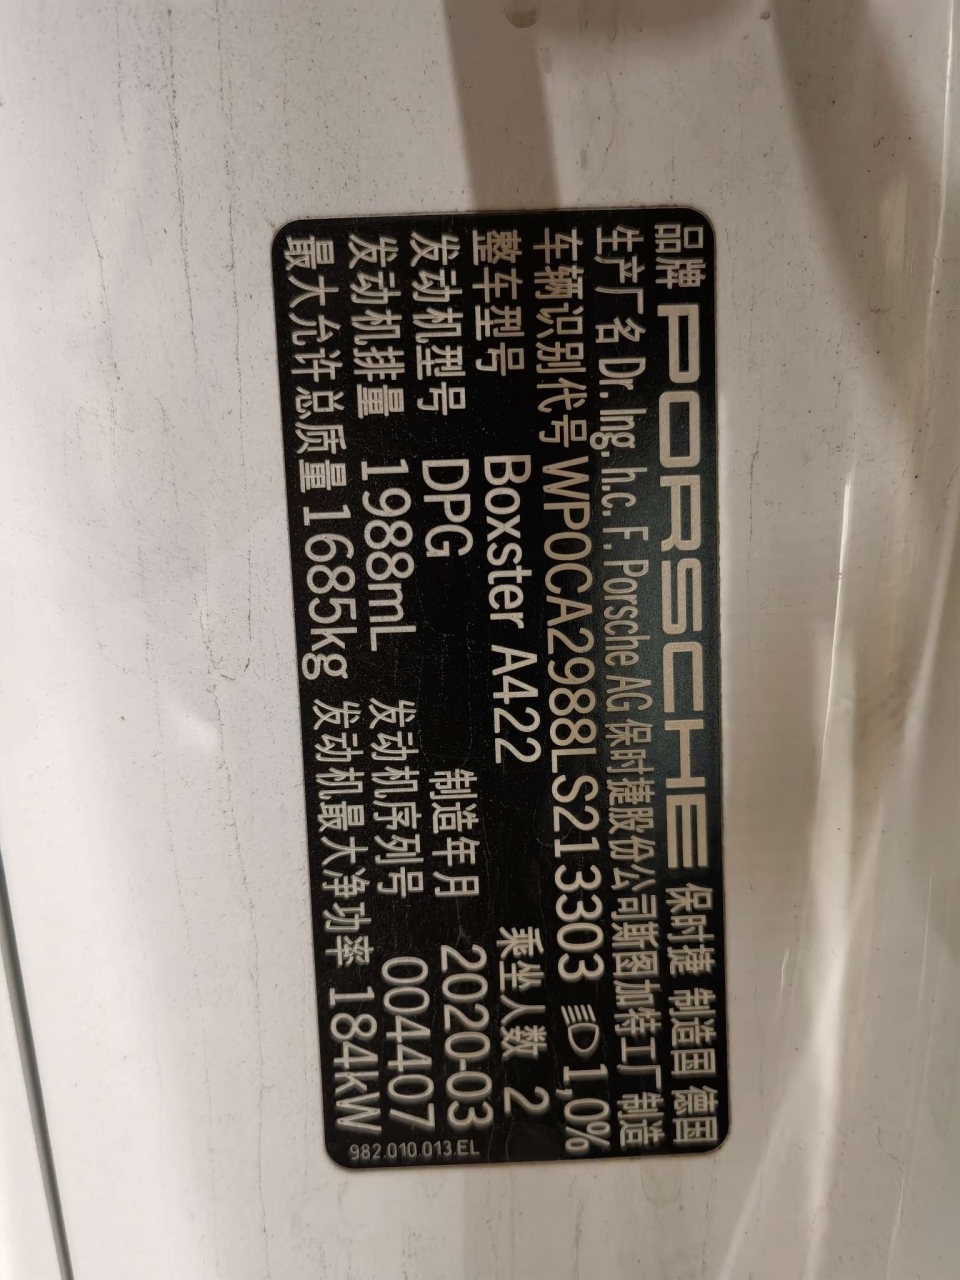 品牌 PORSCHE 保时捷 制造国 德国
生产厂名 Dr. Ing. h.c. F. Porsche AG 保时捷股份公司斯图加特工厂制造
车辆识别代号 WP0CA2988LS213303 1,0%
整车型号 Boxster A422 乘坐人数 2
发动机型号 DPG 制造年月 2020-03
发动机排量 1988mL 发动机序列号 004407
最大允许总质量 1685kg 发动机最大净功率 184kW
982.010.013.EL